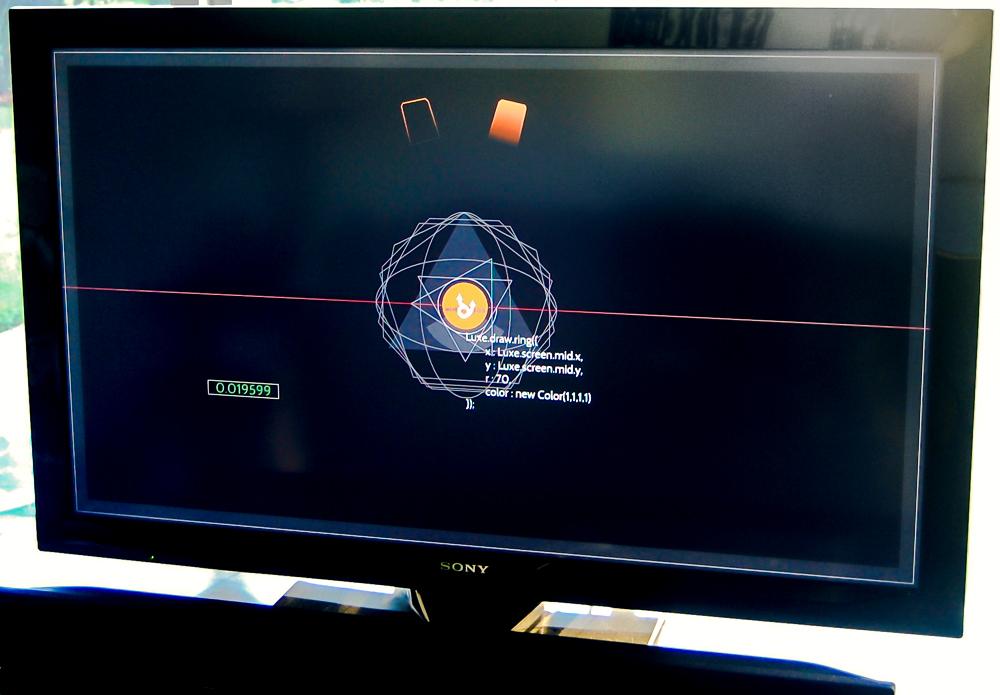 Luxe.draw.ring({
x : Luxe.screen.mid.x,
y : Luxe.screen.mid.y,
r : 70,
color : new Color(1,1,1,1)
});
0.019599
SONY